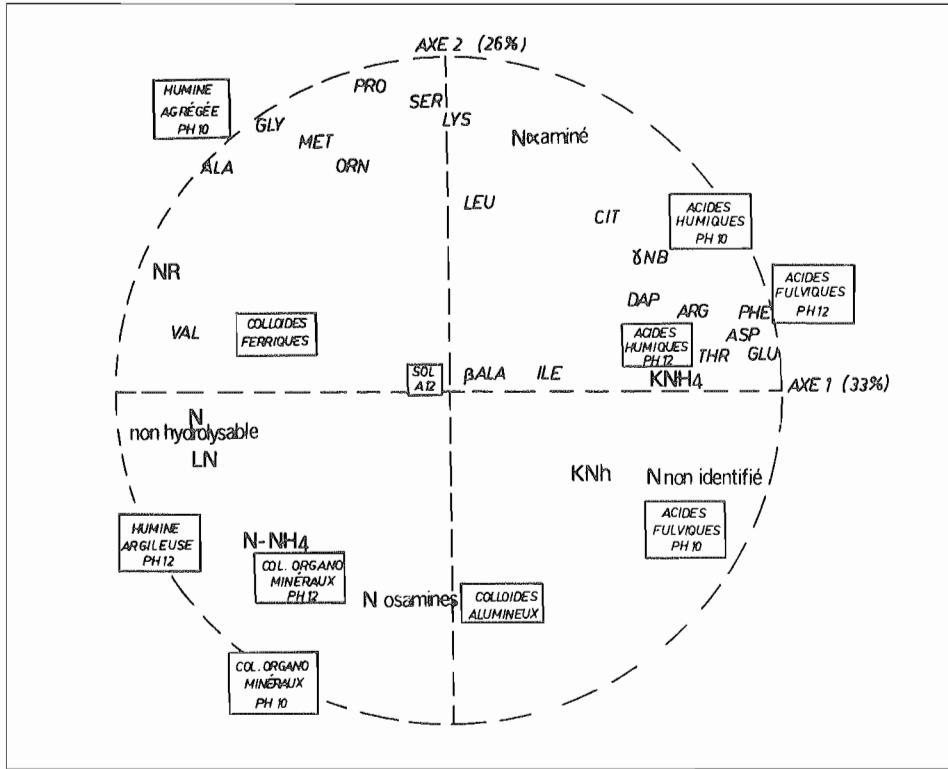 AXE 2 (26%)
HUMINE
AGRÉGÉE
PH 10
PRO
SER
LYS
GLY
MET
ORN
ALA
Nαaminé
LEU
CIT
ACIDES
HUMIQUES
PH 10
γNB
NR
ACIDES
FULVIQUES
PH 12
DAP
ARG
PHE
VAL
COLLOIDES
FERRIQUES
ACIDES
HUMIQUES
PH 12
ASP
THR
GLU
SOL
A12
βALA
ILE
KNH4
AXE 1 (33%)
N
non hydrolysable
LN
KNh
N non identifié
ACIDES
FULVIQUES
PH 10
HUMINE
ARGILEUSE
PH 12
N-NH4
COL. ORGANO
MINÉRAUX
PH 12
N osamines
COLLOIDES
ALUMINEUX
COL. ORGANO
MINÉRAUX
PH 10